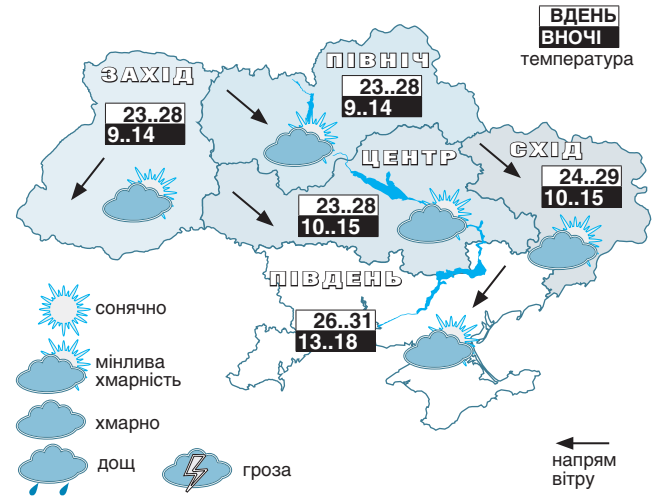 ВДЕНЬ
ВНОЧІ
температура
ЗАХІД
23..28
9..14
ПІВНІЧ
23..28
9..14
ЦЕНТР
23..28
10..15
СХІД
24..29
10..15
ПІВДЕНЬ
26..31
13..18
сонячно
мінлива
хмарність
хмарно
дощ
гроза
напрям
вітру